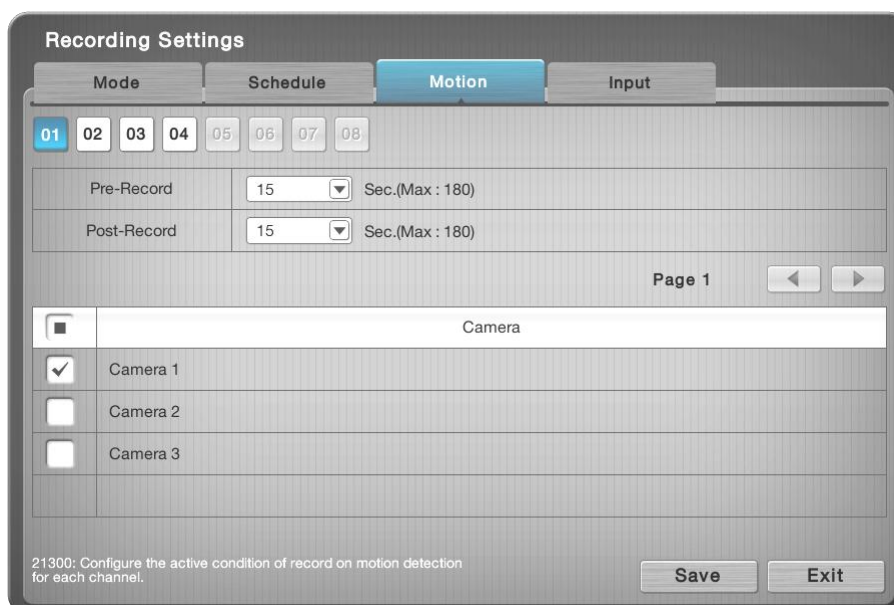 Recording Settings
Mode Schedule Motion Input
01 02 03 04 05 06 07 08
Pre-Record 15 Sec.(Max : 180)
Post-Record 15 Sec.(Max : 180)
Page 1
Camera
Camera 1
Camera 2
Camera 3
21300: Configure the active condition of record on motion detection
for each channel.
Save Exit